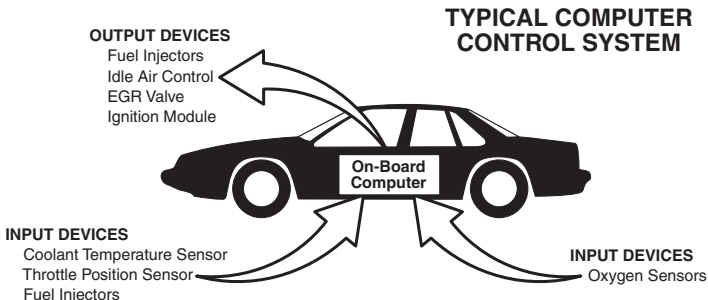 TYPICAL COMPUTER
CONTROL SYSTEM
OUTPUT DEVICES
Fuel Injectors
Idle Air Control
EGR Valve
Ignition Module
On-Board
Computer
INPUT DEVICES
Coolant Temperature Sensor
Throttle Position Sensor
Fuel Injectors
INPUT DEVICES
Oxygen Sensors